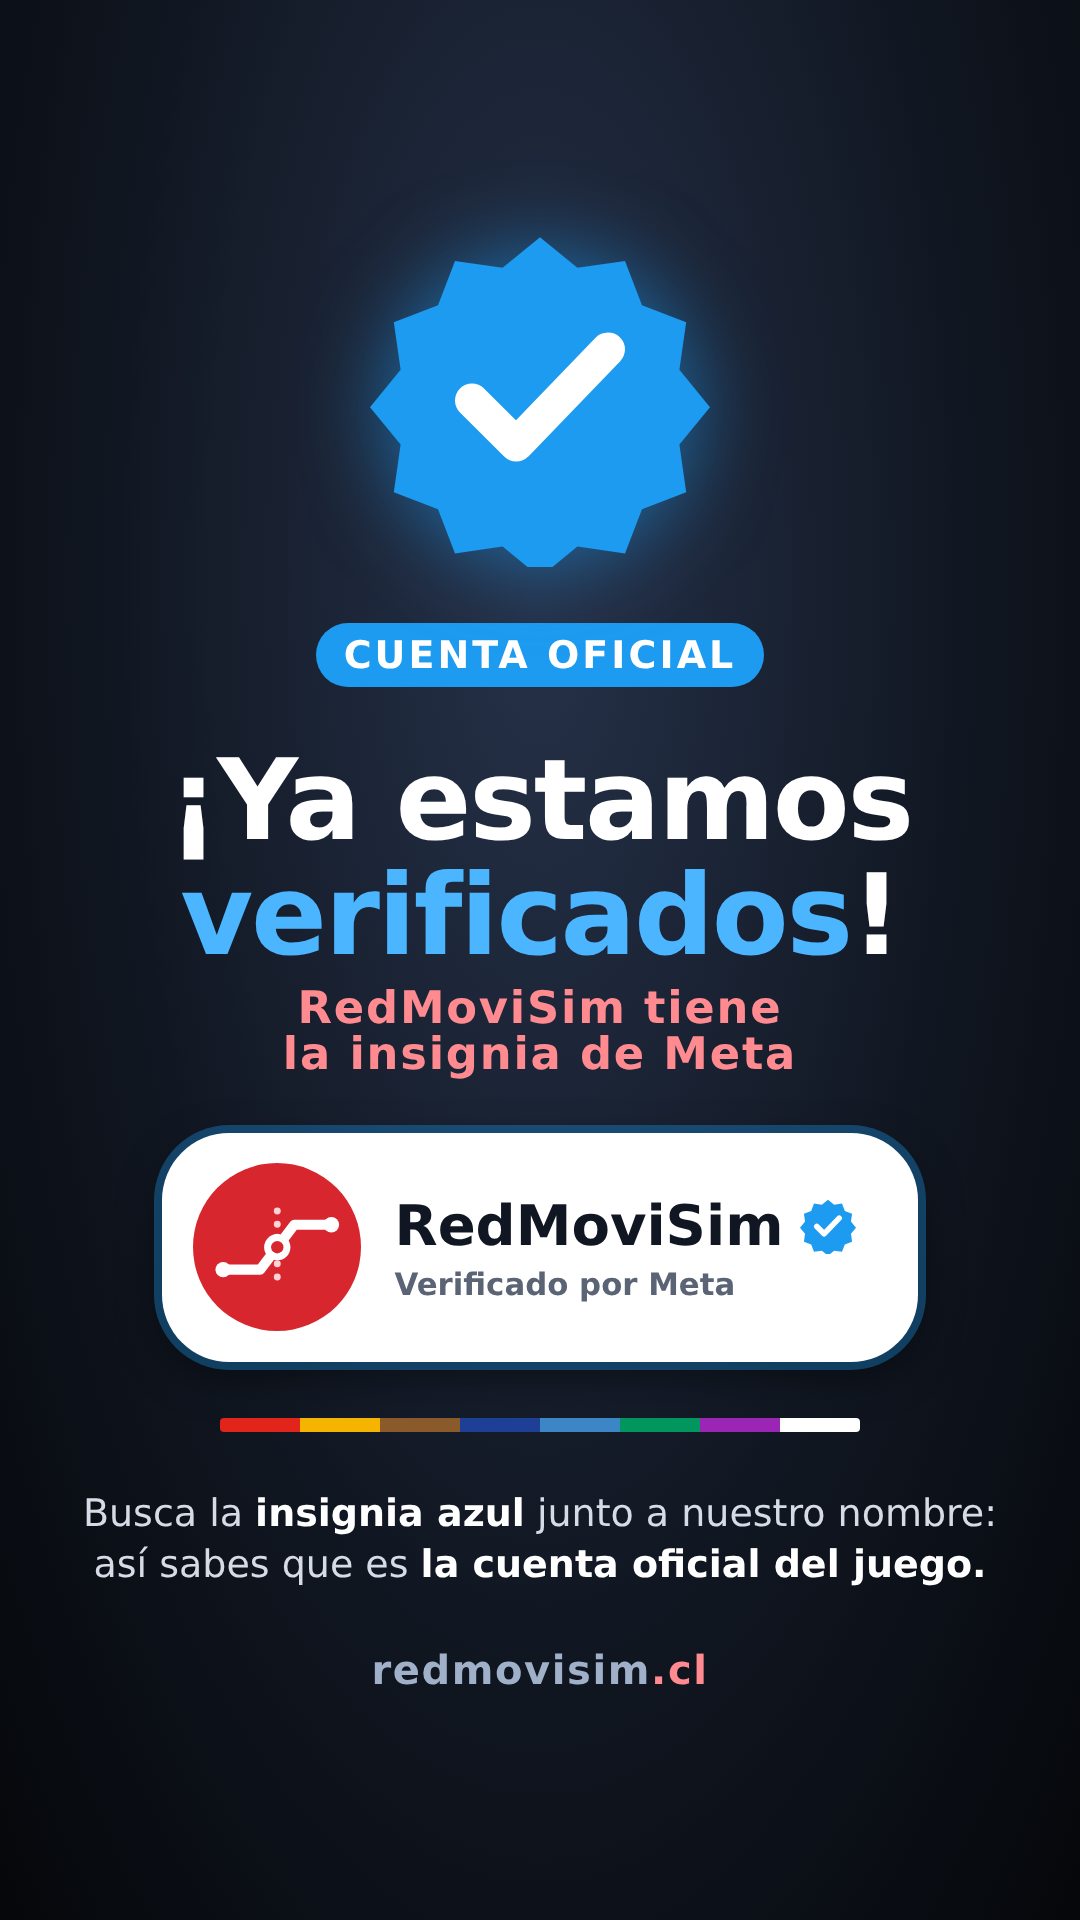 CUENTA OFICIAL
¡Ya estamos
verificados!
RedMoviSim tiene
la insignia de Meta
RedMoviSim
Verificado por Meta
Busca la insignia azul junto a nuestro nombre:
así sabes que es la cuenta oficial del juego.
redmovisim.cl